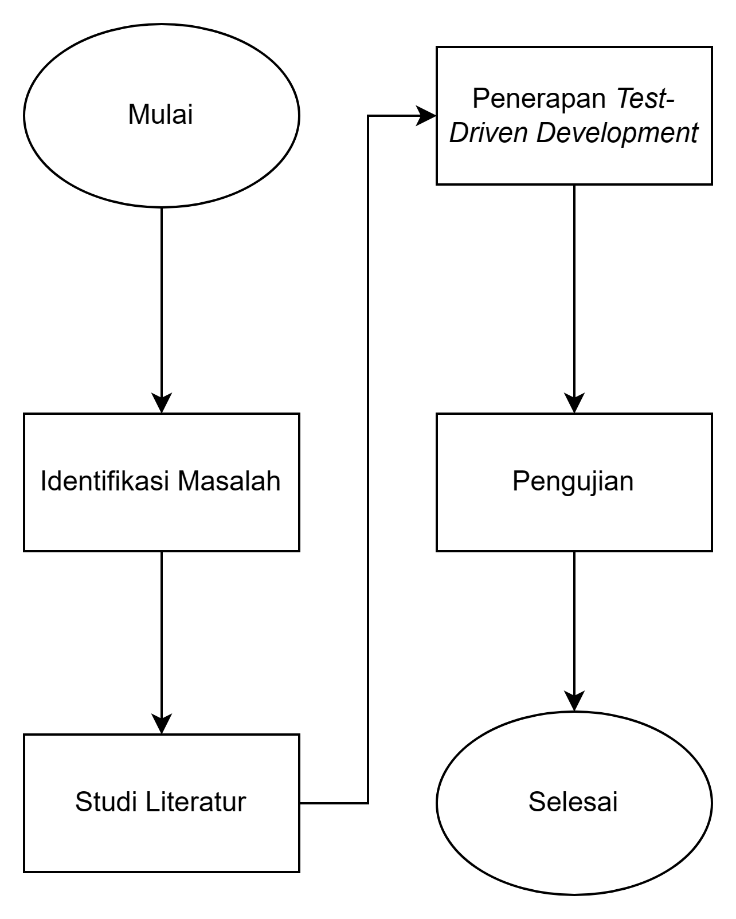 Mulai
Identifikasi Masalah
Studi Literatur
Penerapan Test-
Driven Development
Pengujian
Selesai